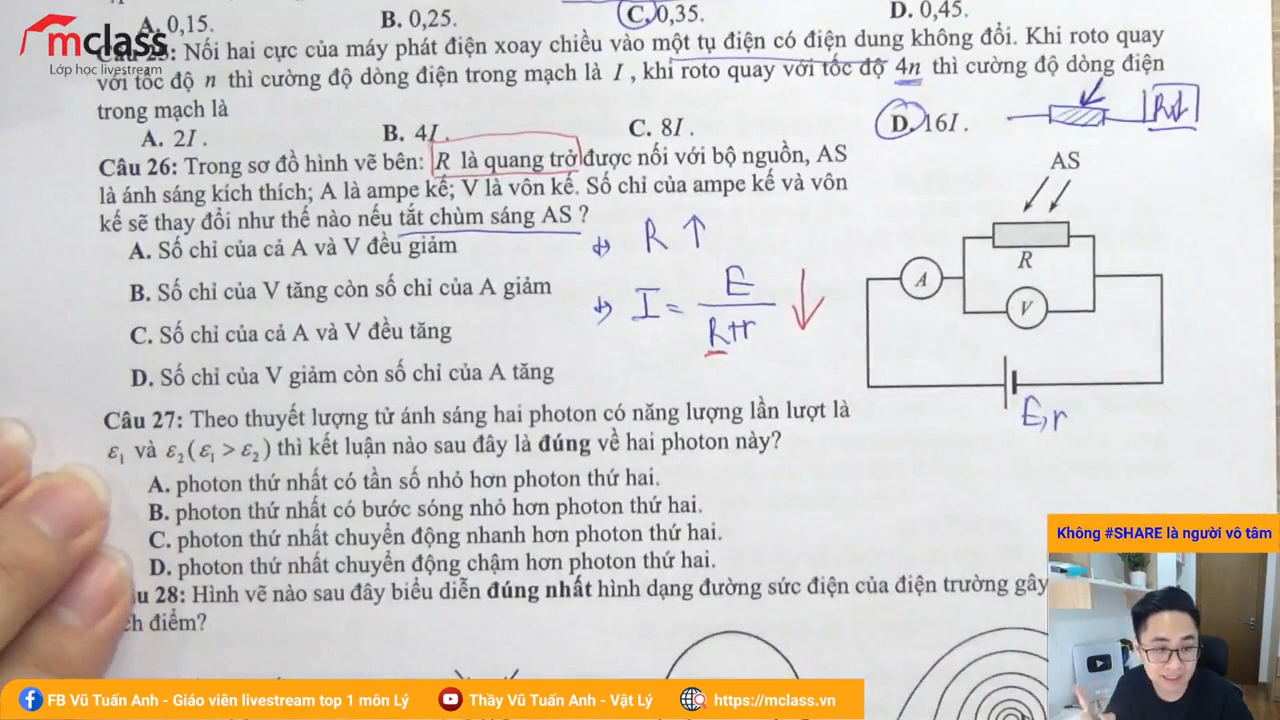 A. 0,15.
B. 0,25.
C. 0,35.
D. 0,45.
mclass
Lớp học livestream
Câu 25: Nối hai cực của máy phát điện xoay chiều vào một tụ điện có điện dung không đổi. Khi roto quay
với tốc độ n thì cường độ dòng điện trong mạch là I , khi roto quay với tốc độ 4n thì cường độ dòng điện
trong mạch là
A. 2I .
B. 4I .
C. 8I .
D. 16I .
R↓
Câu 26: Trong sơ đồ hình vẽ bên: R là quang trở được nối với bộ nguồn, AS
là ánh sáng kích thích; A là ampe kế; V là vôn kế. Số chỉ của ampe kế và vôn
kế sẽ thay đổi như thế nào nếu tắt chùm sáng AS ?
A. Số chỉ của cả A và V đều giảm
B. Số chỉ của V tăng còn số chỉ của A giảm
C. Số chỉ của cả A và V đều tăng
D. Số chỉ của V giảm còn số chỉ của A tăng
R ↑
I = E / R+r ↓
AS
R
A
V
E,r
Câu 27: Theo thuyết lượng tử ánh sáng hai photon có năng lượng lần lượt là
ε₁ và ε₂ (ε₁ > ε₂) thì kết luận nào sau đây là đúng về hai photon này?
A. photon thứ nhất có tần số nhỏ hơn photon thứ hai.
B. photon thứ nhất có bước sóng nhỏ hơn photon thứ hai.
C. photon thứ nhất chuyển động nhanh hơn photon thứ hai.
D. photon thứ nhất chuyển động chậm hơn photon thứ hai.
u 28: Hình vẽ nào sau đây biểu diễn đúng nhất hình dạng đường sức điện của điện trường gây
ch điểm?
Không #SHARE là người vô tâm
FB Vũ Tuấn Anh - Giáo viên livestream top 1 môn Lý
Thầy Vũ Tuấn Anh - Vật Lý
https://mclass.vn